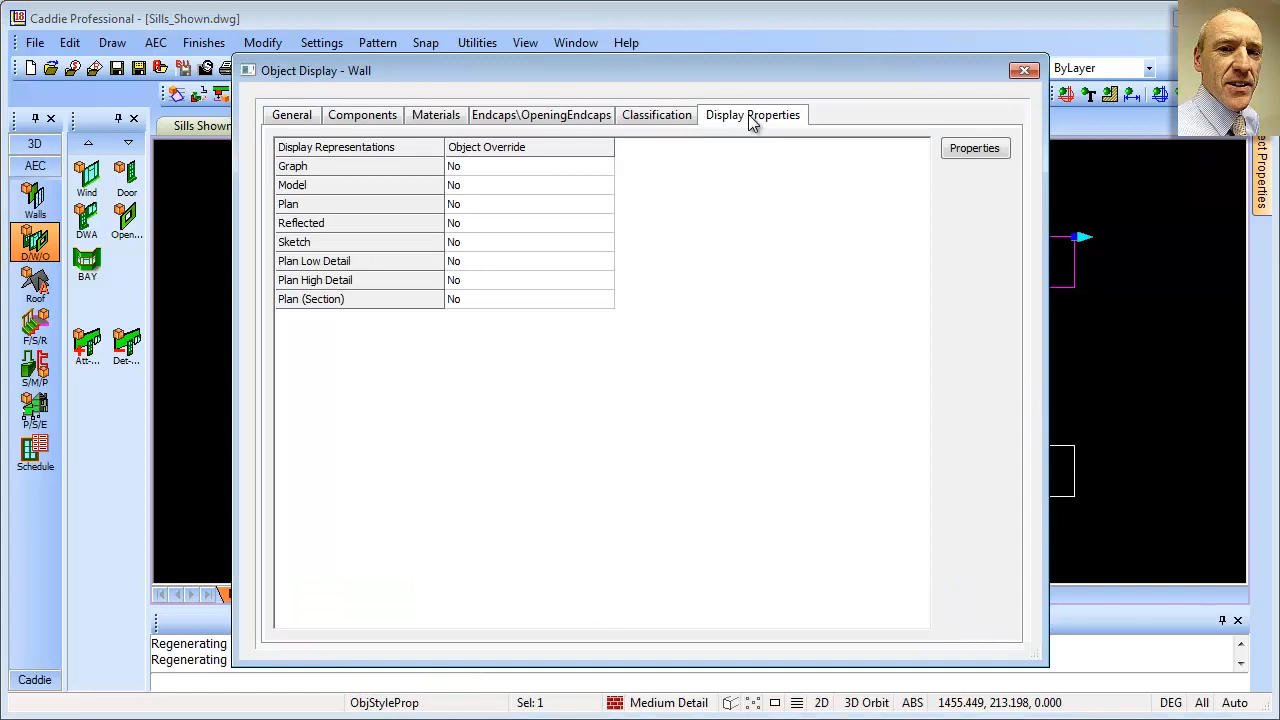 Caddie Professional - [Sills_Shown.dwg]
File Edit Draw AEC Finishes Modify Settings Pattern Snap Utilities View Window Help
Object Display - Wall
ByLayer
General Components Materials Endcaps\OpeningEndcaps Classification Display Properties
Sills Shown
3D
AEC
Walls
D/W/O
Roof
F/S/R
S/M/P
P/S/E
Schedule
Caddie
Wind Door
DWA Open...
BAY
Att-... Det-...
Display Representations Object Override
Graph No
Model No
Plan No
Reflected No
Sketch No
Plan Low Detail No
Plan High Detail No
Plan (Section) No
Properties
Properties
Regenerating
Regenerating
ObjStyleProp Sel: 1 Medium Detail 2D 3D Orbit ABS 1455.449, 213.198, 0.000 DEG All Auto